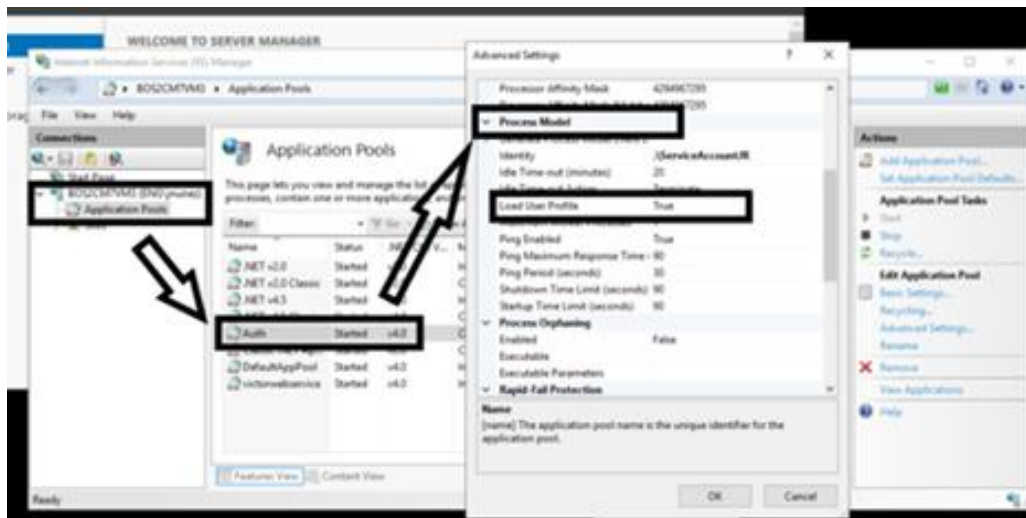 WELCOME TO SERVER MANAGER
Internet Information Services (IIS) Manager
BOS2CMTVM3 ▸ Application Pools
File View Help
Connections
Start Page
Application Pools
Application Pools
This page lets you view and manage the list of
processes, contain one or more
Filter:
Name Status .NET
.NET v2.0 Started
.NET v2.0 Classic Started
.NET v4.5 Started
Auth Started v4.0
DefaultAppPool Started v4.0
victorwebservice Started v4.0
Features View Content View
Ready
Advanced Settings
? ×
Processor Affinity Mask 4294967295
Process Model
Identity .\ServiceAccountJR
Idle Time-out (minutes) 20
Load User Profile True
Ping Enabled True
Ping Maximum Response Time 90
Ping Period (seconds) 30
Shutdown Time Limit (seconds) 90
Startup Time Limit (seconds) 90
Process Orphaning
Enabled False
Executable
Executable Parameters
Rapid-Fail Protection
Name
[name] The application pool name is the unique identifier for the
application pool.
OK Cancel
Actions
Add Application Pool...
Set Application Pool Defaults...
Application Pool Tasks
Start
Stop
Recycle...
Edit Application Pool
Basic Settings...
Recycling...
Advanced Settings...
Rename
Remove
View Applications
Help